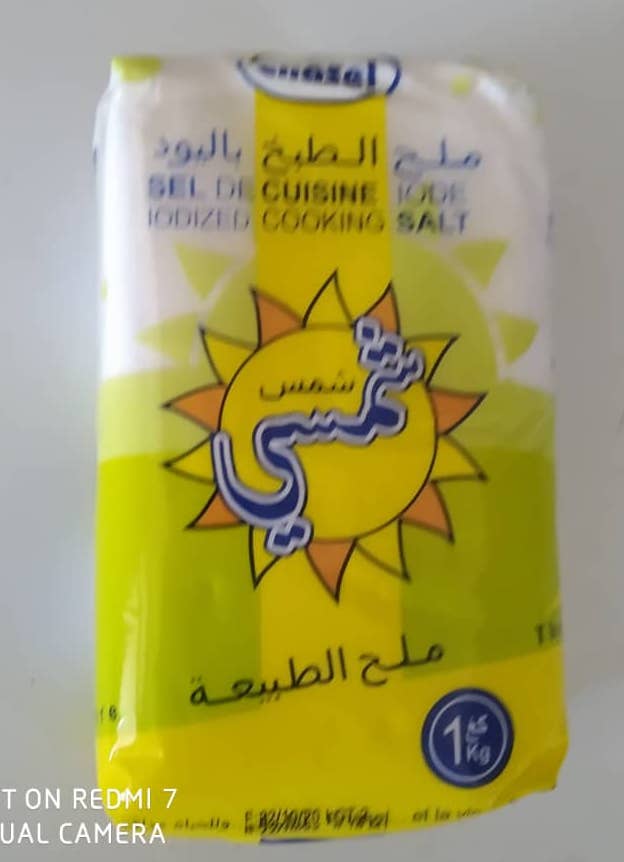 ملح الطبخ باليود
SEL DE CUISINE IODE
IODIZED COOKING SALT
شمس
شمسي
ملح الطبيعة
1 كغ
Kg
T ON REDMI 7
UAL CAMERA